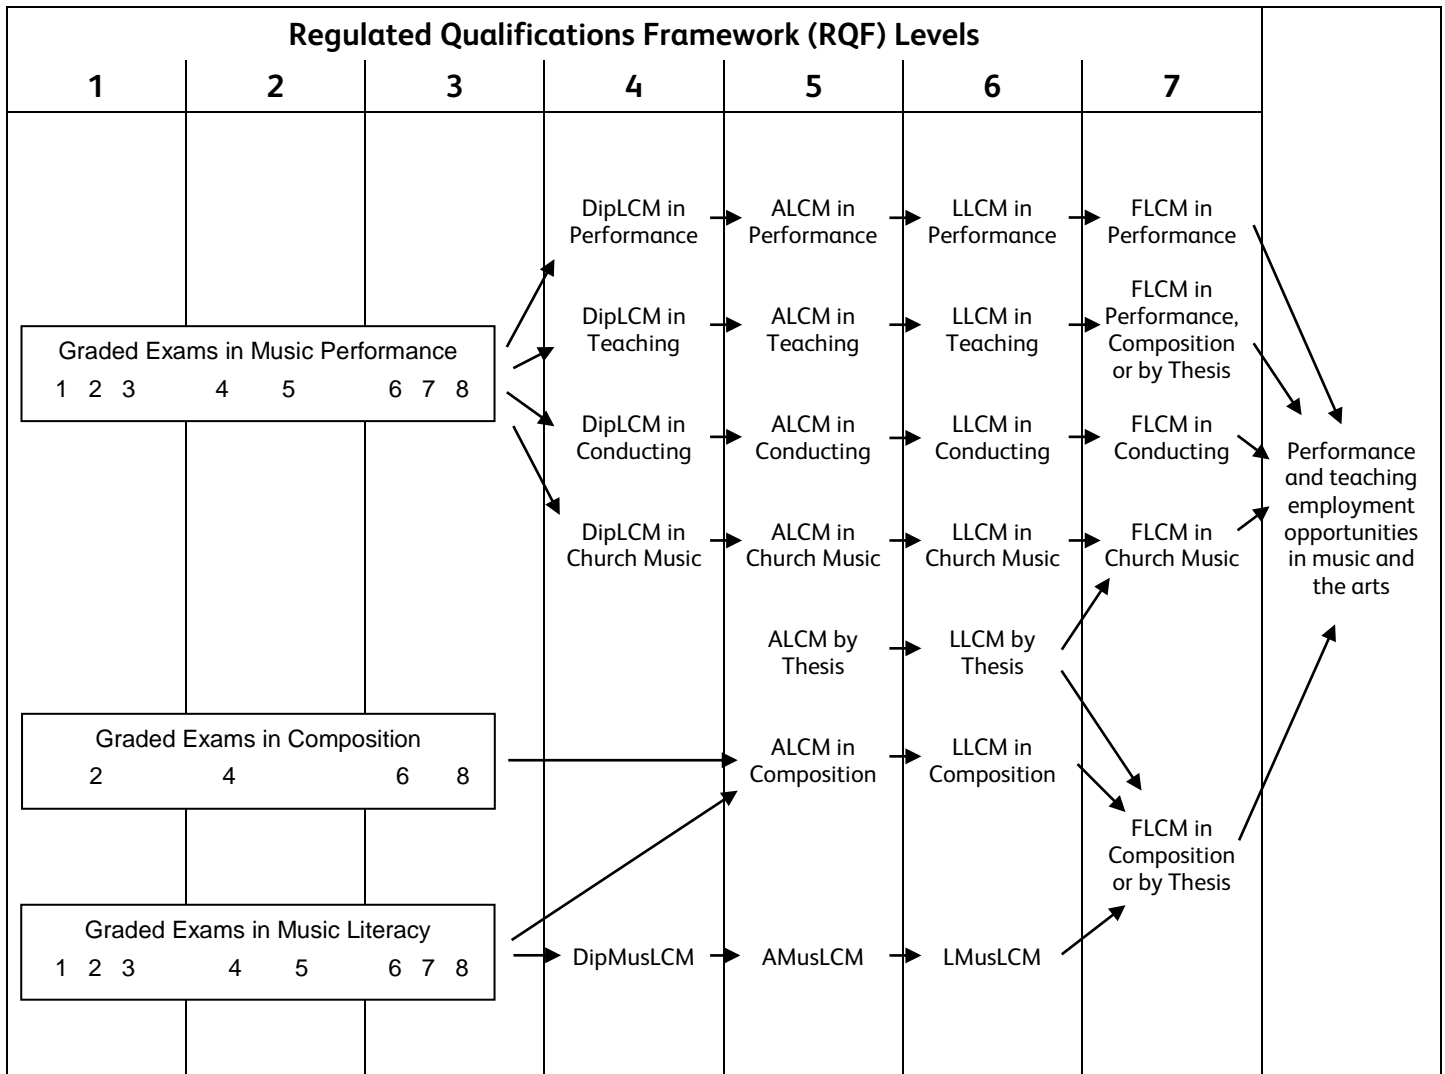 Regulated Qualifications Framework (RQF) Levels
1 2 3 4 5 6 7
DipLCM in
Performance
ALCM in
Performance
LLCM in
Performance
FLCM in
Performance
Graded Exams in Music Performance
1 2 3 4 5 6 7 8
DipLCM in
Teaching
ALCM in
Teaching
LLCM in
Teaching
FLCM in
Performance,
Composition
or by Thesis
DipLCM in
Conducting
ALCM in
Conducting
LLCM in
Conducting
FLCM in
Conducting
DipLCM in
Church Music
ALCM in
Church Music
LLCM in
Church Music
FLCM in
Church Music
Performance
and teaching
employment
opportunities
in music and
the arts
ALCM by
Thesis
LLCM by
Thesis
Graded Exams in Composition
2 4 6 8
ALCM in
Composition
LLCM in
Composition
FLCM in
Composition
or by Thesis
Graded Exams in Music Literacy
1 2 3 4 5 6 7 8
DipMusLCM
AMusLCM
LMusLCM